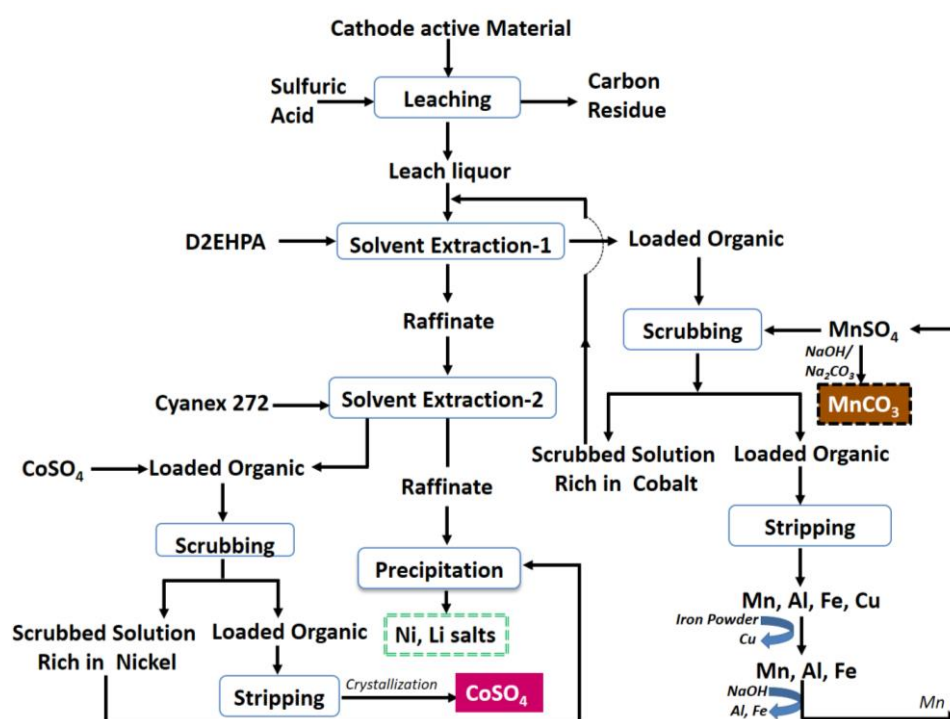 Cathode active Material
Sulfuric
Acid
Leaching
Carbon
Residue
Leach liquor
D2EHPA
Solvent Extraction-1
Loaded Organic
Raffinate
Scrubbing
MnSO₄
NaOH/
Na₂CO₃
MnCO₃
Cyanex 272
Solvent Extraction-2
Scrubbed Solution
Rich in Cobalt
Loaded Organic
CoSO₄
Loaded Organic
Raffinate
Stripping
Scrubbing
Precipitation
Mn, Al, Fe, Cu
Iron Powder
Cu
Scrubbed Solution
Rich in Nickel
Loaded Organic
Ni, Li salts
Mn, Al, Fe
Stripping
Crystallization
CoSO₄
NaOH
Al, Fe
Mn